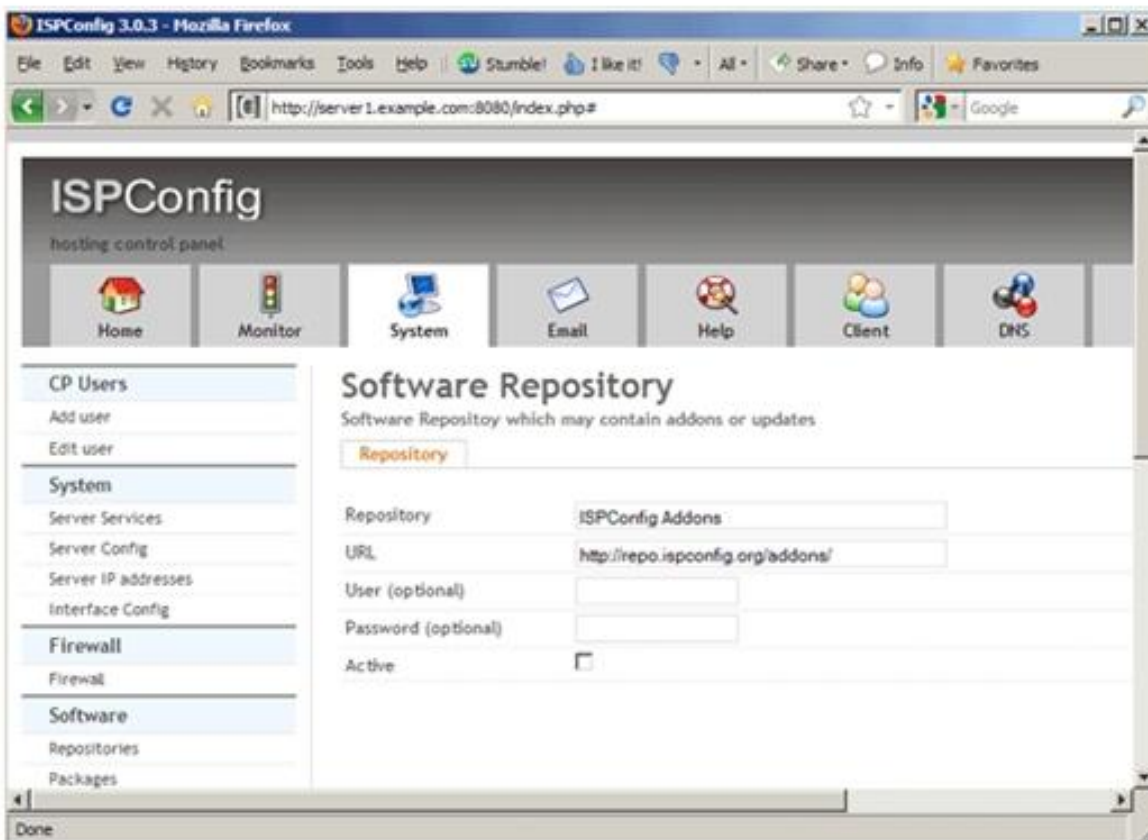 ISPConfig 3.0.3 - Mozilla Firefox
File Edit View History Bookmarks Tools Help Stumble! I like it! All Share Info Favorites
http://server1.example.com:8080/index.php# Google
ISPConfig
hosting control panel
Home Monitor System Email Help Client DNS
CP Users
Add user
Edit user
System
Server Services
Server Config
Server IP addresses
Interface Config
Firewall
Firewall
Software
Repositories
Packages
Software Repository
Software Repositoy which may contain addons or updates
Repository
Repository ISPConfig Addons
URL http://repo.ispconfig.org/addons/
User (optional)
Password (optional)
Active
Done